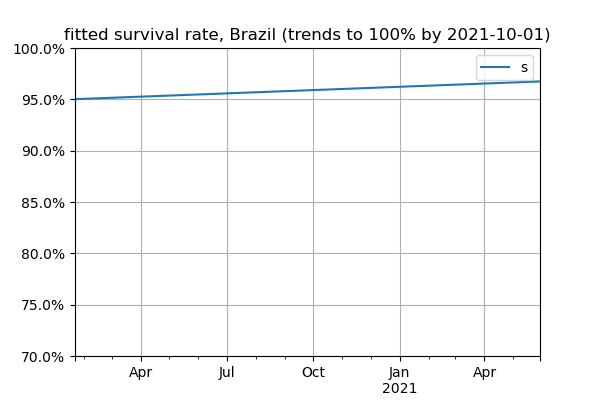 fitted survival rate, Brazil (trends to 100% by 2021-10-01)
s
100.0%
95.0%
90.0%
85.0%
80.0%
75.0%
70.0%
Apr Jul Oct Jan Apr
2021